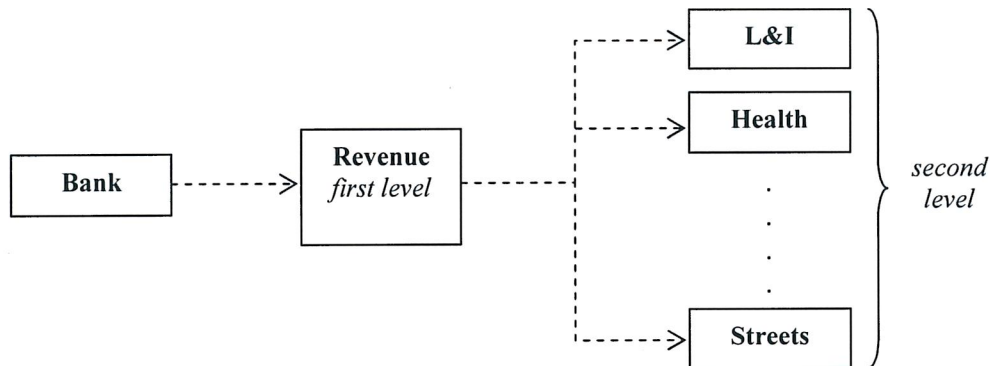 L&I
Health
Bank
Revenue
first level
second
level
Streets